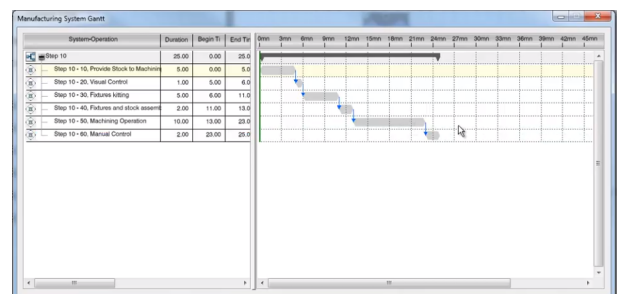 Manufacturing System Gantt
System-Operation Duration Begin Ti End Tir 0mn 3mn 6mn 9mn 12mn 15mn 18mn 21mn 24mn 27mn 30mn 33mn 36mn 39mn 42mn 45mn
Step 10 25.00 0.00 25.0
Step 10 - 10, Provide Stock to Machinin 5.00 0.00 5.0
Step 10 - 20, Visual Control 1.00 5.00 6.0
Step 10 - 30, Fixtures kitting 5.00 6.00 11.0
Step 10 - 40, Fixtures and stock assembl 2.00 11.00 13.0
Step 10 - 50, Machining Operation 10.00 13.00 23.0
Step 10 - 60, Manual Control 2.00 23.00 25.0